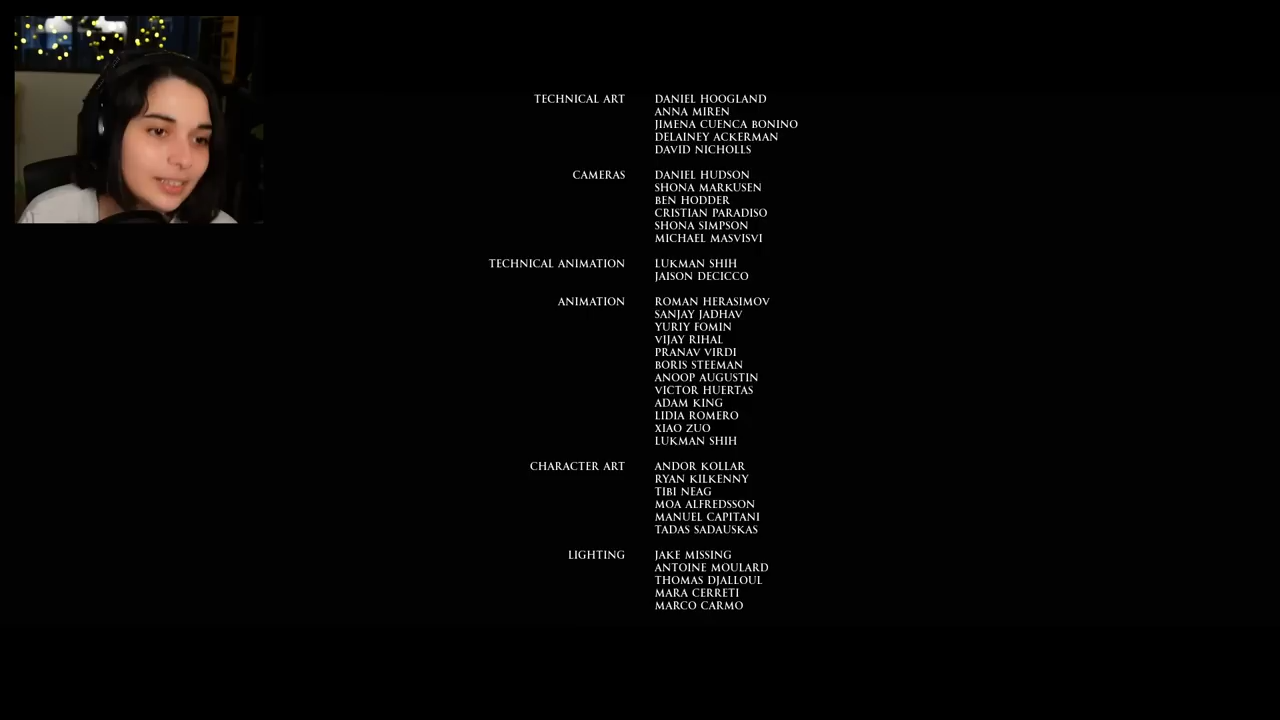 TECHNICAL ART DANIEL HOOGLAND
ANNA MIREN
JIMENA CUENCA BONINO
DELAINEY ACKERMAN
DAVID NICHOLLS
CAMERAS DANIEL HUDSON
SHONA MARKUSEN
BEN HODDER
CRISTIAN PARADISO
SHONA SIMPSON
MICHAEL MASVISVI
TECHNICAL ANIMATION LUKMAN SHIH
JAISON DECICCO
ANIMATION ROMAN HERASIMOV
SANJAY JADHAV
YURIY FOMIN
VIJAY RIHAL
PRANAV VIRDI
BORIS STEEMAN
ANOOP AUGUSTIN
VICTOR HUERTAS
ADAM KING
LIDIA ROMERO
XIAO ZUO
LUKMAN SHIH
CHARACTER ART ANDOR KOLLAR
RYAN KILKENNY
TIBI NEAG
MOA ALFREDSSON
MANUEL CAPITANI
TADAS SADAUSKAS
LIGHTING JAKE MISSING
ANTOINE MOULARD
THOMAS DJALLOUL
MARA CERRETI
MARCO CARMO